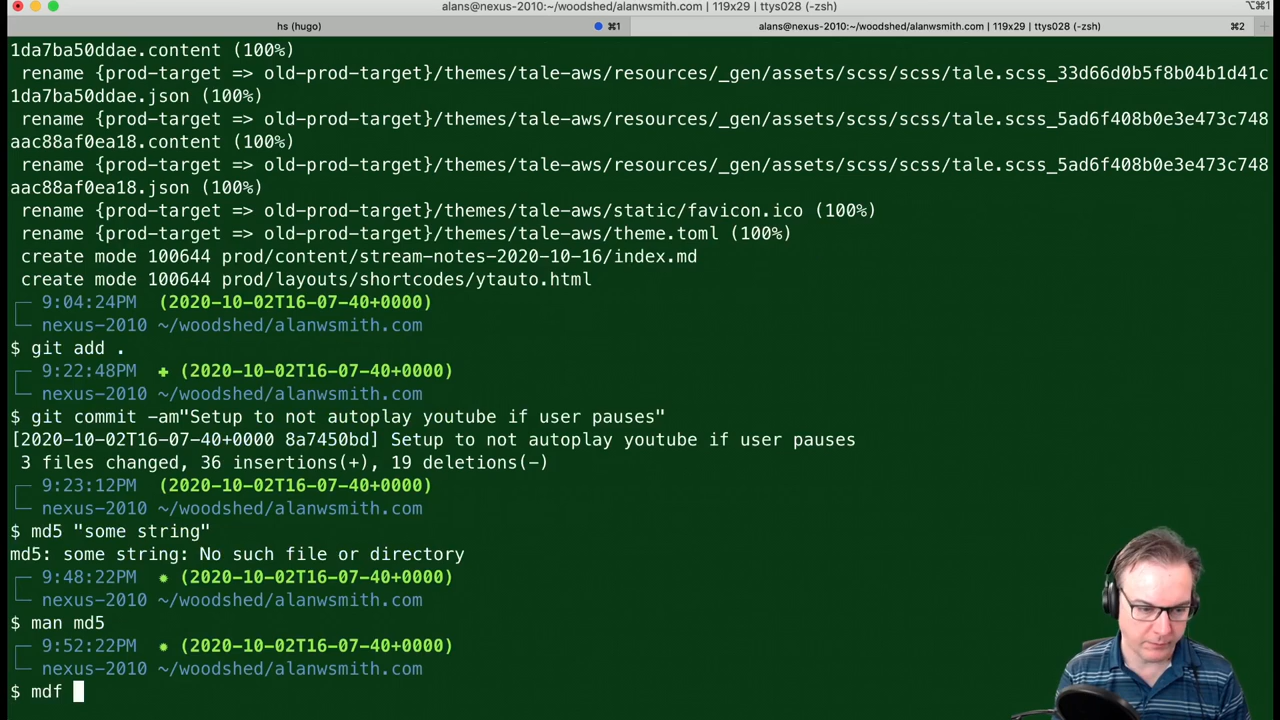 alans@nexus-2010:~/woodshed/alanwsmith.com | 119x29 | ttys028 (-zsh)
⌥⌘1
hs (hugo)
⌘1
alans@nexus-2010:~/woodshed/alanwsmith.com | 119x29 | ttys028 (-zsh)
⌘2
1da7ba50ddae.content (100%)
rename {prod-target => old-prod-target}/themes/tale-aws/resources/_gen/assets/scss/scss/tale.scss_33d66d0b5f8b04b1d41c
1da7ba50ddae.json (100%)
rename {prod-target => old-prod-target}/themes/tale-aws/resources/_gen/assets/scss/scss/tale.scss_5ad6f408b0e3e473c748
aac88af0ea18.content (100%)
rename {prod-target => old-prod-target}/themes/tale-aws/resources/_gen/assets/scss/scss/tale.scss_5ad6f408b0e3e473c748
aac88af0ea18.json (100%)
rename {prod-target => old-prod-target}/themes/tale-aws/static/favicon.ico (100%)
rename {prod-target => old-prod-target}/themes/tale-aws/theme.toml (100%)
create mode 100644 prod/content/stream-notes-2020-10-16/index.md
create mode 100644 prod/layouts/shortcodes/ytauto.html
9:04:24PM (2020-10-02T16-07-40+0000)
nexus-2010 ~/woodshed/alanwsmith.com
$ git add .
9:22:48PM ✚ (2020-10-02T16-07-40+0000)
nexus-2010 ~/woodshed/alanwsmith.com
$ git commit -am"Setup to not autoplay youtube if user pauses"
[2020-10-02T16-07-40+0000 8a7450bd] Setup to not autoplay youtube if user pauses
3 files changed, 36 insertions(+), 19 deletions(-)
9:23:12PM (2020-10-02T16-07-40+0000)
nexus-2010 ~/woodshed/alanwsmith.com
$ md5 "some string"
md5: some string: No such file or directory
9:48:22PM ✹ (2020-10-02T16-07-40+0000)
nexus-2010 ~/woodshed/alanwsmith.com
$ man md5
9:52:22PM ✹ (2020-10-02T16-07-40+0000)
nexus-2010 ~/woodshed/alanwsmith.com
$ mdf